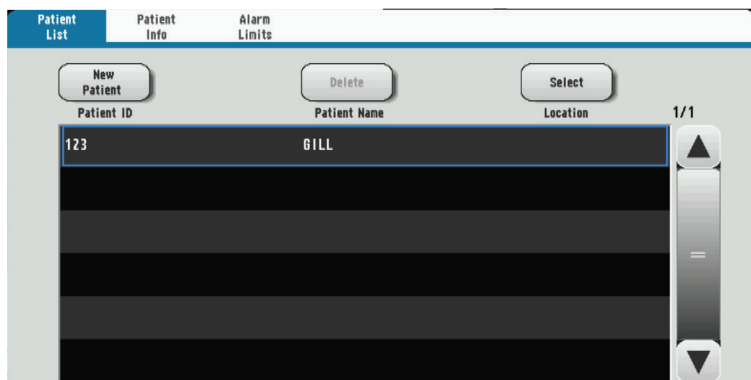 Patient List
Patient Info
Alarm Limits
New Patient
Delete
Select
Patient ID
Patient Name
Location
1/1
123
GILL